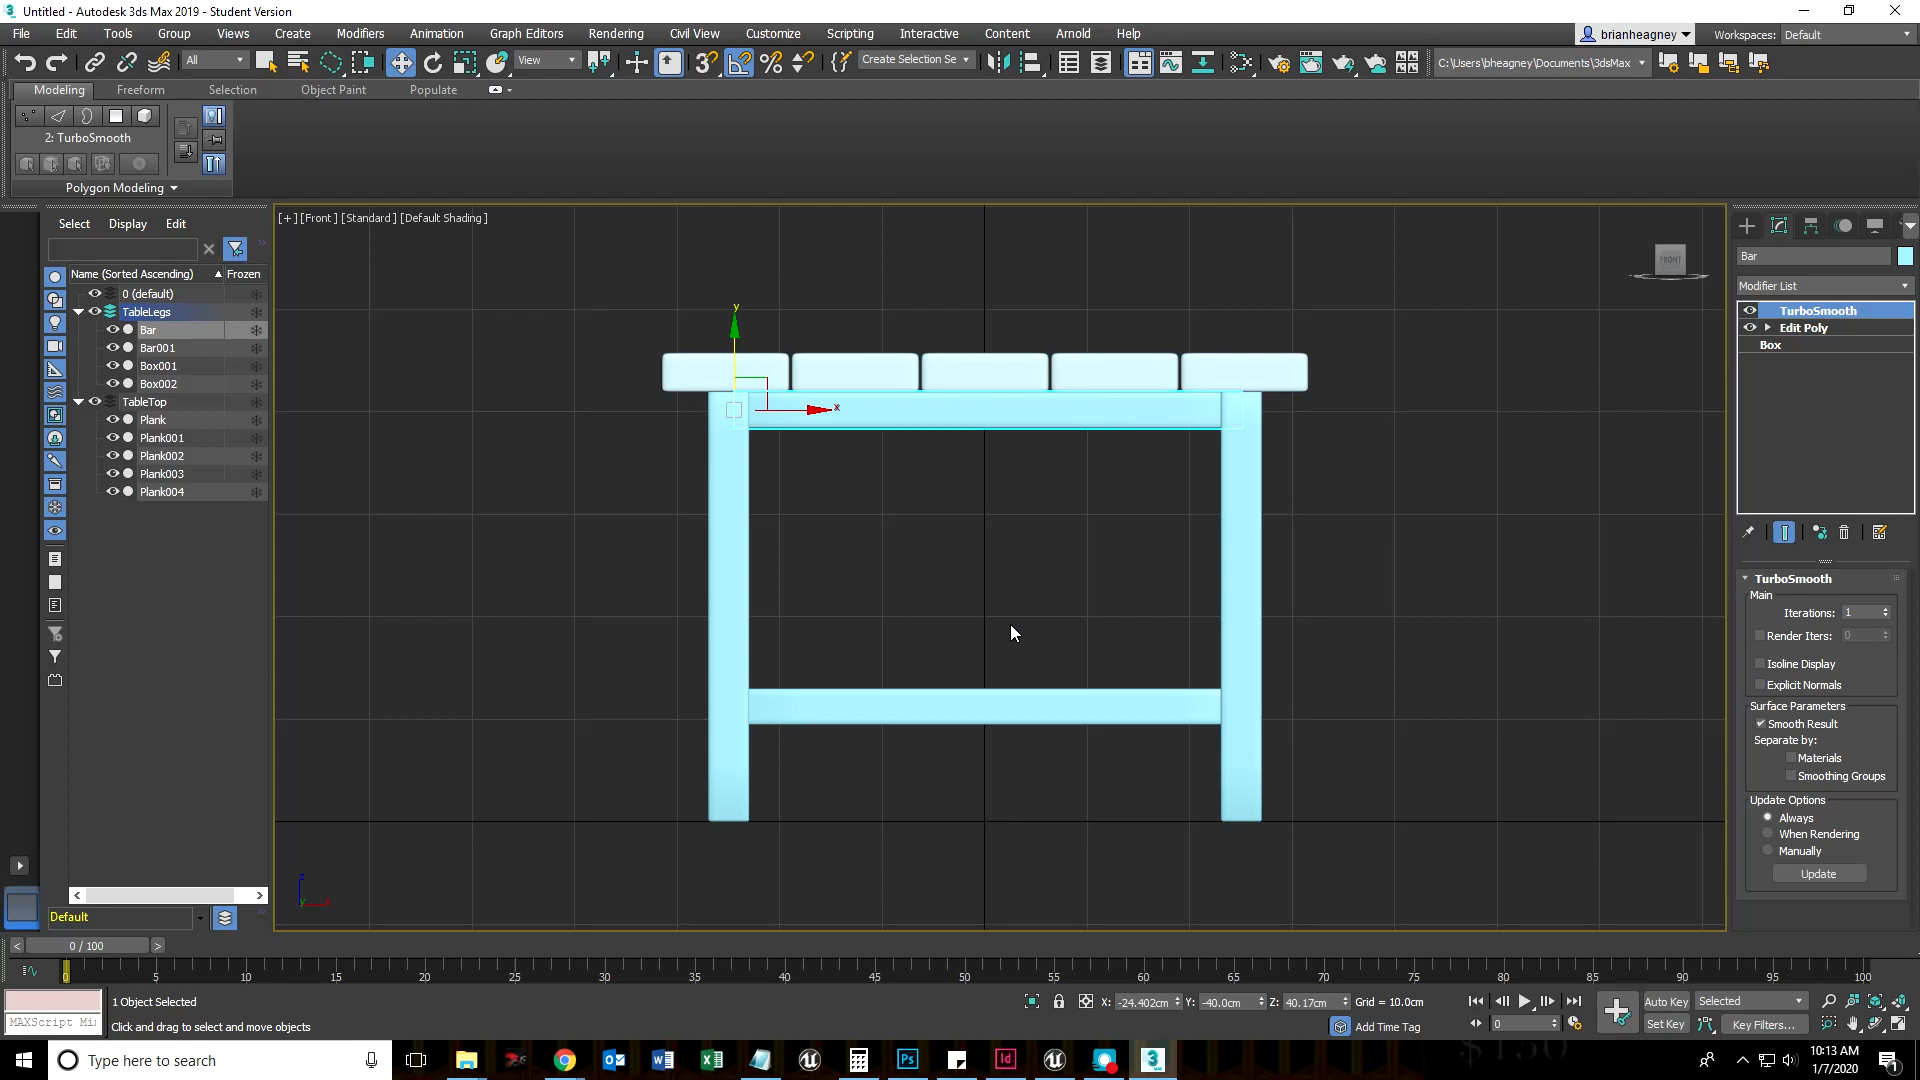 Untitled - Autodesk 3ds Max 2019 - Student Version
File Edit Tools Group Views Create Modifiers Animation Graph Editors Rendering Civil View Customize Scripting Interactive Content Arnold Help
brianheagney Workspaces: Default
All View Create Selection Se C:\Users\bheagney\Documents\3dsMax
Modeling Freeform Selection Object Paint Populate
2: TurboSmooth
Polygon Modeling
Select Display Edit
[+] [Front] [Standard] [Default Shading]
FRONT
Name (Sorted Ascending) Frozen
0 (default)
TableLegs
Bar
Bar001
Box001
Box002
TableTop
Plank
Plank001
Plank002
Plank003
Plank004
y
x
z
y
x
Bar
Modifier List
TurboSmooth
Edit Poly
Box
TurboSmooth
Main
Iterations: 1
Render Iters: 0
Isoline Display
Explicit Normals
Surface Parameters
Smooth Result
Separate by:
Materials
Smoothing Groups
Update Options
Always
When Rendering
Manually
Update
Default
0 / 100
0 5 10 15 20 25 30 35 40 45 50 55 60 65 70 75 80 85 90 95 100
1 Object Selected
X: -24.402cm Y: -40.0cm Z: 40.17cm Grid = 10.0cm
Auto Key Selected
MAXScript Mi
Click and drag to select and move objects
Add Time Tag
0
Set Key Key Filters...
Type here to search
$150
10:13 AM
1/7/2020
1